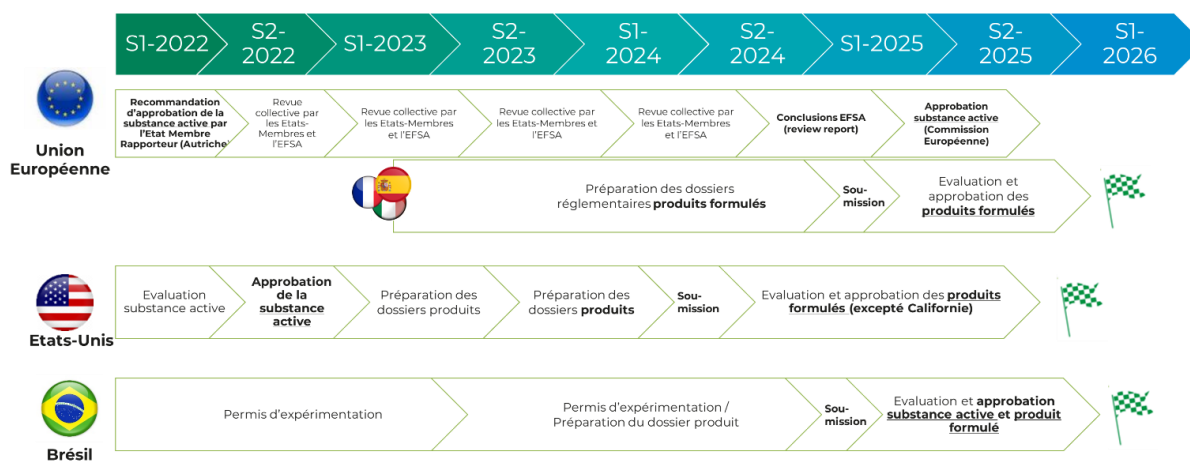 S1-2022
S2-
2022
S1-2023
S2-
2023
S1-
2024
S2-
2024
S1-2025
S2-
2025
S1-
2026
Union
Européenne
Recommandation
d'approbation de la
substance active par
l'Etat Membre
Rapporteur (Autriche)
Revue
collective par
les Etats-
Membres et
l'EFSA
Revue collective par
les Etats-Membres
et l'EFSA
Revue collective par
les Etats-Membres et
l'EFSA
Revue collective par
les Etats-Membres et
l'EFSA
Conclusions EFSA
(review report)
Approbation
substance active
(Commission
Européenne)
Préparation des dossiers
réglementaires produits formulés
Sou-
mission
Evaluation et
approbation des
produits formulés
Etats-Unis
Evaluation
substance active
Approbation
de la
substance
active
Préparation des
dossiers produits
Préparation des
dossiers produits
Sou-
mission
Evaluation et approbation des produits
formulés (excepté Californie)
Brésil
Permis d'expérimentation
Permis d'expérimentation /
Préparation du dossier produit
Sou-
mission
Evaluation et approbation
substance active et produit
formulé